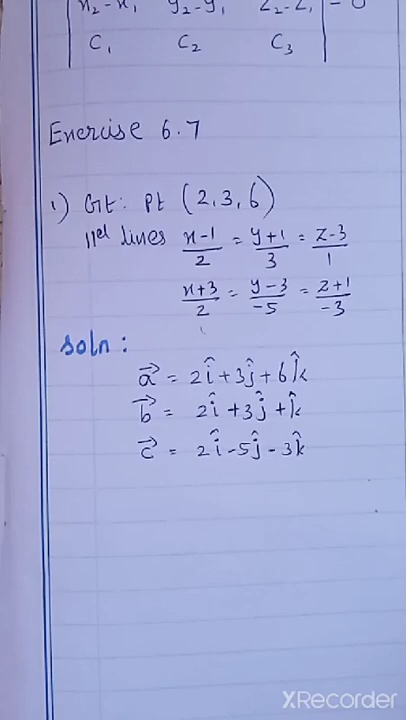 x₂-x₁ y₂-y₁ z₂-z₁ = 0
C₁ C₂ C₃
Exercise 6.7
1) Gt: Pt (2,3,6)
11el lines x-1/2 = y+1/3 = z-3/1
x+3/2 = y-3/-5 = z+1/-3
Soln:
a⃗ = 2î+3ĵ+6k̂
b⃗ = 2î+3ĵ+k̂
c⃗ = 2î-5ĵ-3k̂
XRecorder